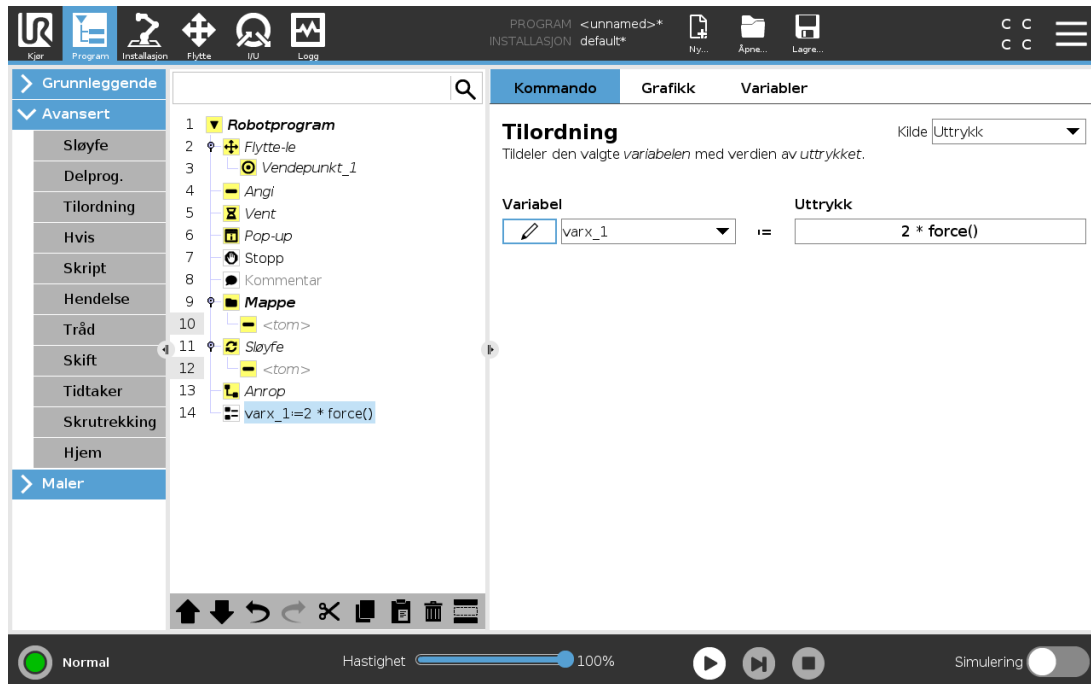 PROGRAM <unnamed>*
INSTALLASJON default*
Kjør Program Installasjon Flytte I/U Logg Ny... Åpne... Lagre...
C C
C C
Grunnleggende
Avansert
Sløyfe
Delprog.
Tilordning
Hvis
Skript
Hendelse
Tråd
Skift
Tidtaker
Skrutrekking
Hjem
Maler
1 Robotprogram
2 Flytte-le
3 Vendepunkt_1
4 Angi
5 Vent
6 Pop-up
7 Stopp
8 Kommentar
9 Mappe
10 <tom>
11 Sløyfe
12 <tom>
13 Anrop
14 varx_1≔2 * force()
Kommando Grafikk Variabler
Tilordning
Kilde Uttrykk
Tildeler den valgte variabelen med verdien av uttrykket.
Variabel Uttrykk
varx_1 ≔ 2 * force()
Normal Hastighet 100% Simulering